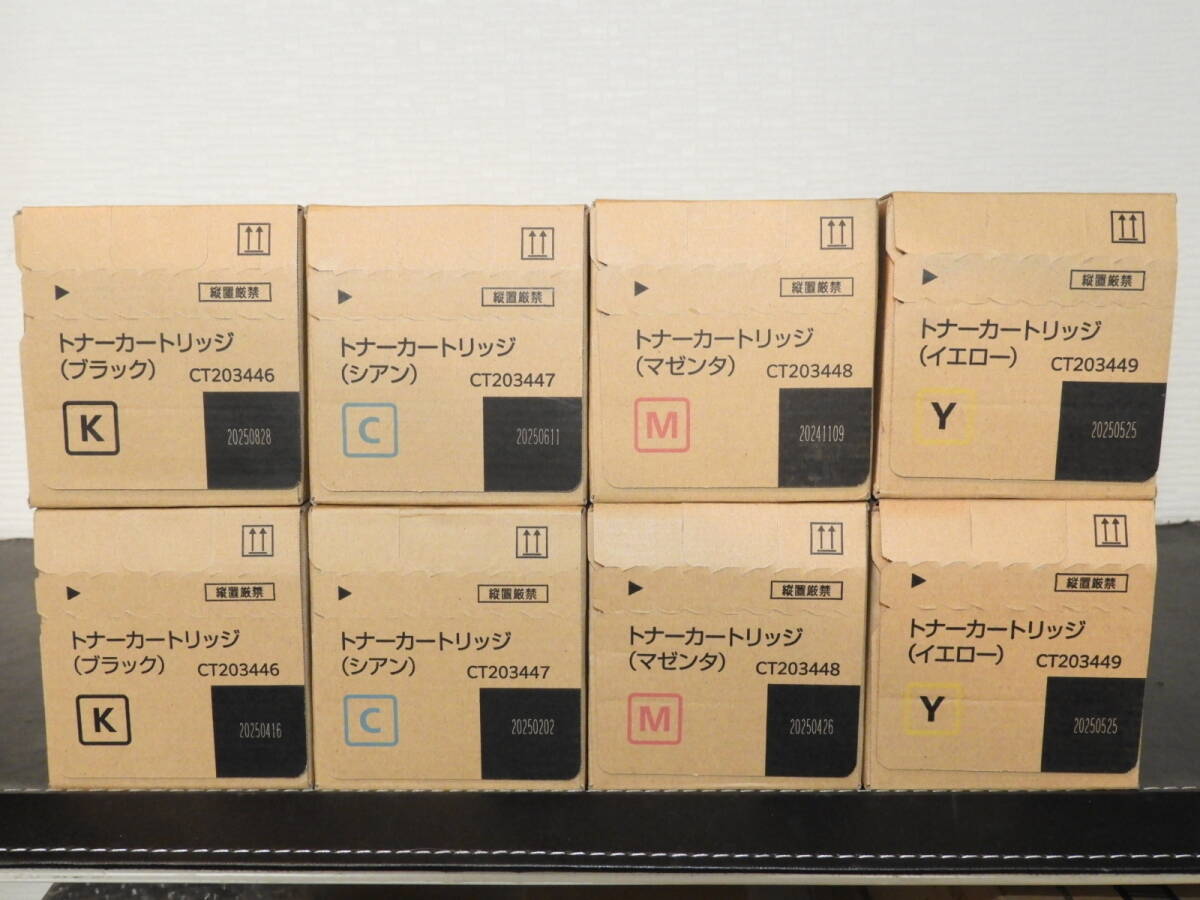 縦置厳禁
トナーカートリッジ
(ブラック) CT203446
K
20250828
縦置厳禁
トナーカートリッジ
(シアン) CT203447
C
20250611
縦置厳禁
トナーカートリッジ
(マゼンタ) CT203448
M
20241109
縦置厳禁
トナーカートリッジ
(イエロー) CT203449
Y
20250525
縦置厳禁
トナーカートリッジ
(ブラック) CT203446
K
20250416
縦置厳禁
トナーカートリッジ
(シアン) CT203447
C
20250202
縦置厳禁
トナーカートリッジ
(マゼンタ) CT203448
M
20250426
縦置厳禁
トナーカートリッジ
(イエロー) CT203449
Y
20250525